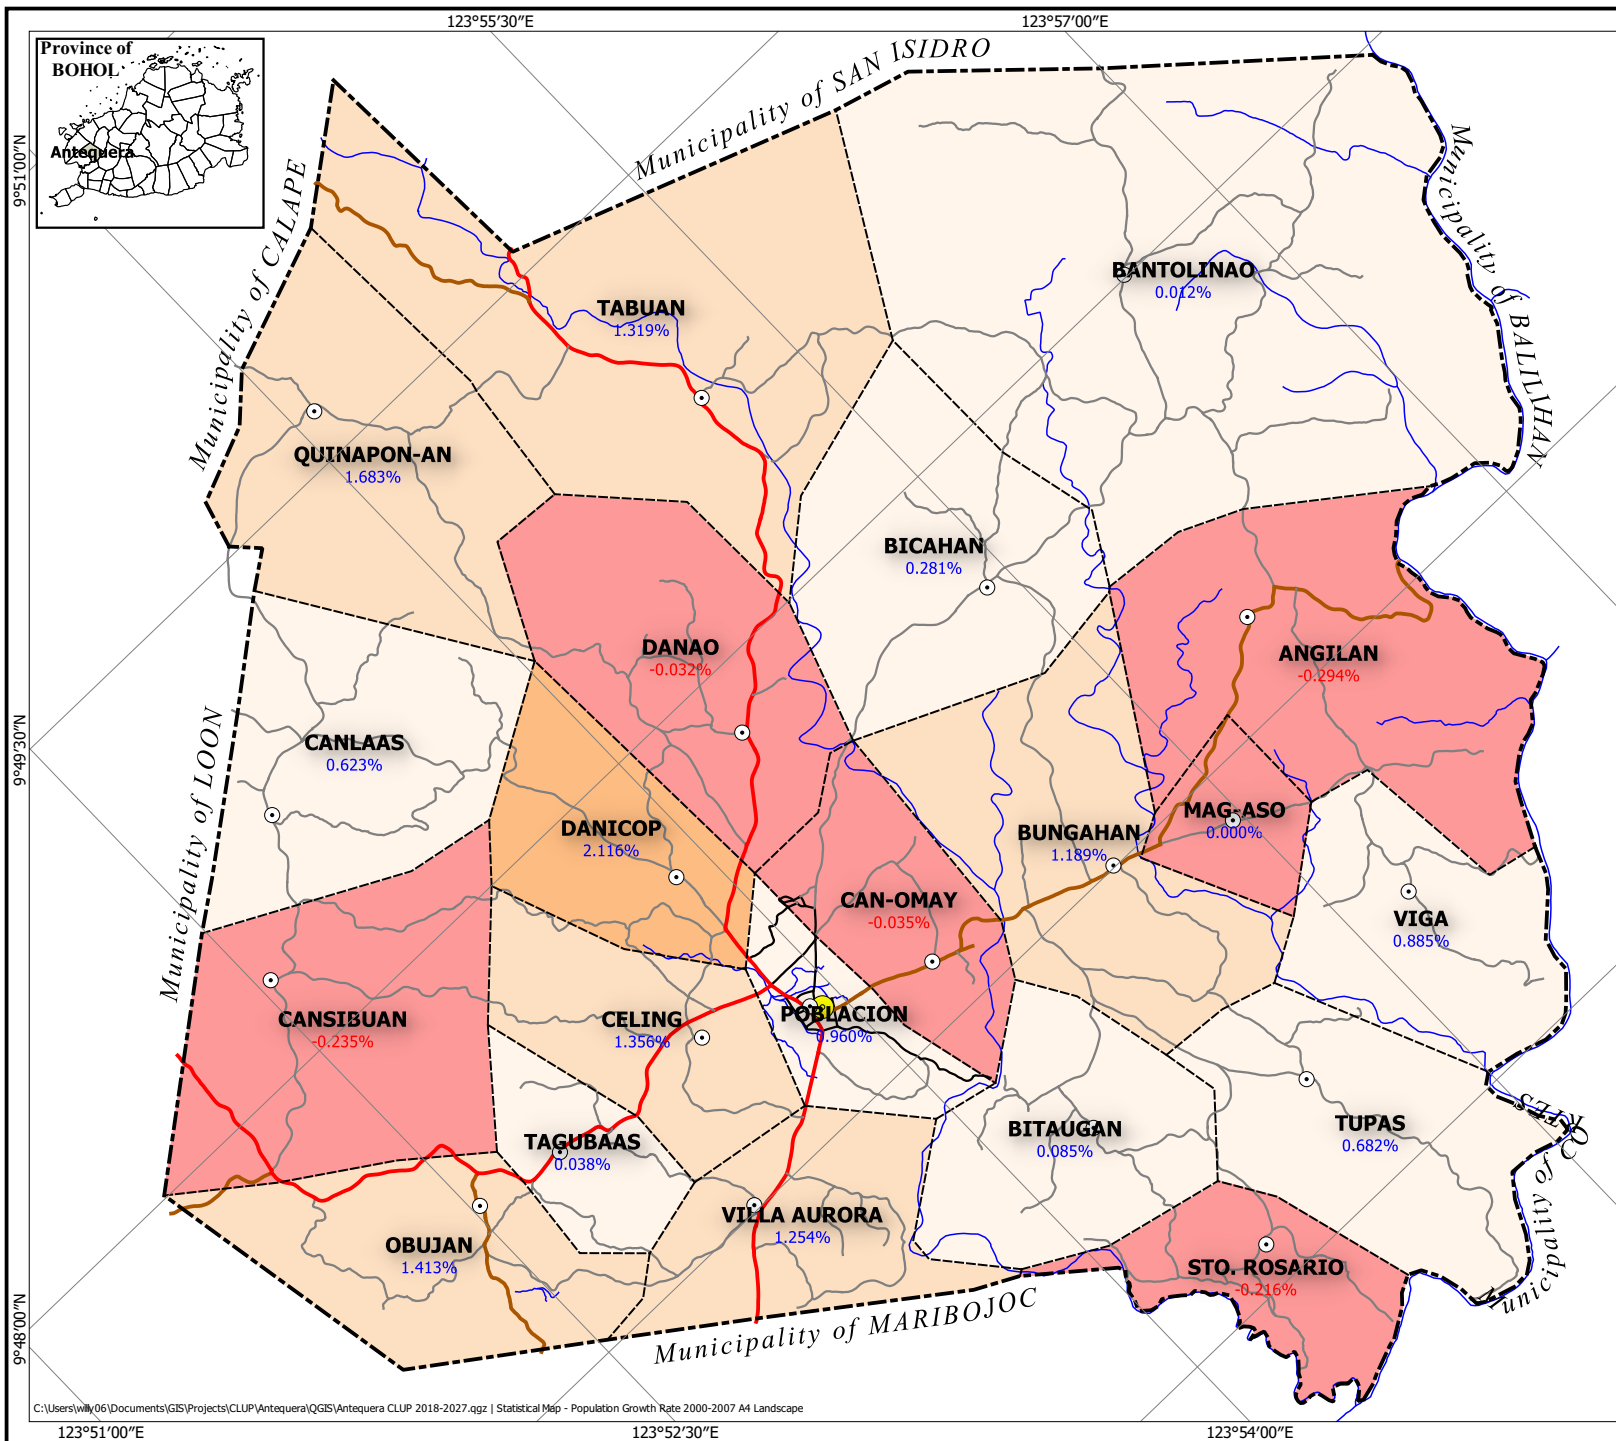 123°55'30"E
123°57'00"E
Province of
BOHOL
Antequera
Municipality of SAN ISIDRO
Municipality of CALAPE
Municipality of BALILIHAN
Municipality of LOON
Municipality of CORTES
Municipality of MARIBOJOC
9°51'00"N
9°49'30"N
9°48'00"N
BANTOLINAO
0.012%
TABUAN
1.319%
QUINAPON-AN
1.683%
BICAHAN
0.281%
DANAO
-0.032%
ANGILAN
-0.294%
CANLAAS
0.623%
MAG-ASO
0.000%
DANICOP
2.116%
BUNGAHAN
1.189%
CAN-OMAY
-0.035%
VIGA
0.885%
CANSIBUAN
-0.235%
CELING
1.356%
POBLACION
0.960%
TAGUBAAS
0.038%
BITAUGAN
0.085%
TUPAS
0.682%
VILLA AURORA
1.254%
OBUJAN
1.413%
STO. ROSARIO
-0.216%
C:\Users\willy06\Documents\GIS\Projects\CLUP\Antequera\QGIS\Antequera CLUP 2018-2027.qgz | Statistical Map - Population Growth Rate 2000-2007 A4 Landscape
123°51'00"E
123°52'30"E
123°54'00"E